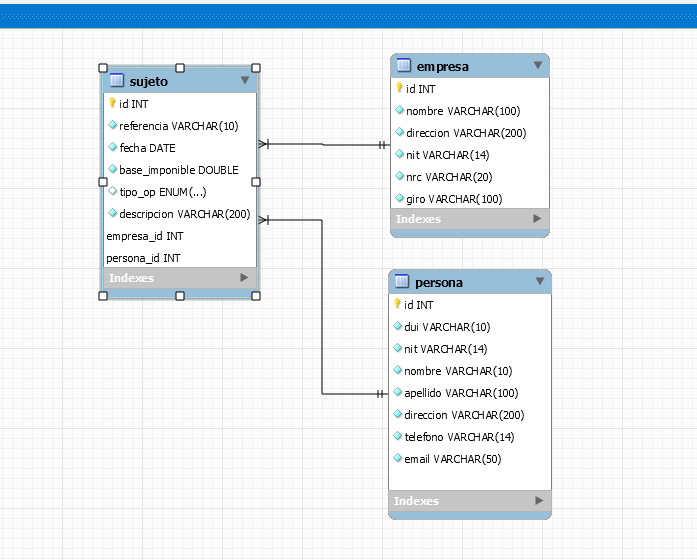 sujeto
id INT
referencia VARCHAR(10)
fecha DATE
base_imponible DOUBLE
tipo_op ENUM(...)
descripcion VARCHAR(200)
empresa_id INT
persona_id INT
Indexes
empresa
id INT
nombre VARCHAR(100)
direccion VARCHAR(200)
nit VARCHAR(14)
nrc VARCHAR(20)
giro VARCHAR(100)
Indexes
persona
id INT
dui VARCHAR(10)
nit VARCHAR(14)
nombre VARCHAR(10)
apellido VARCHAR(100)
direccion VARCHAR(200)
telefono VARCHAR(14)
email VARCHAR(50)
Indexes